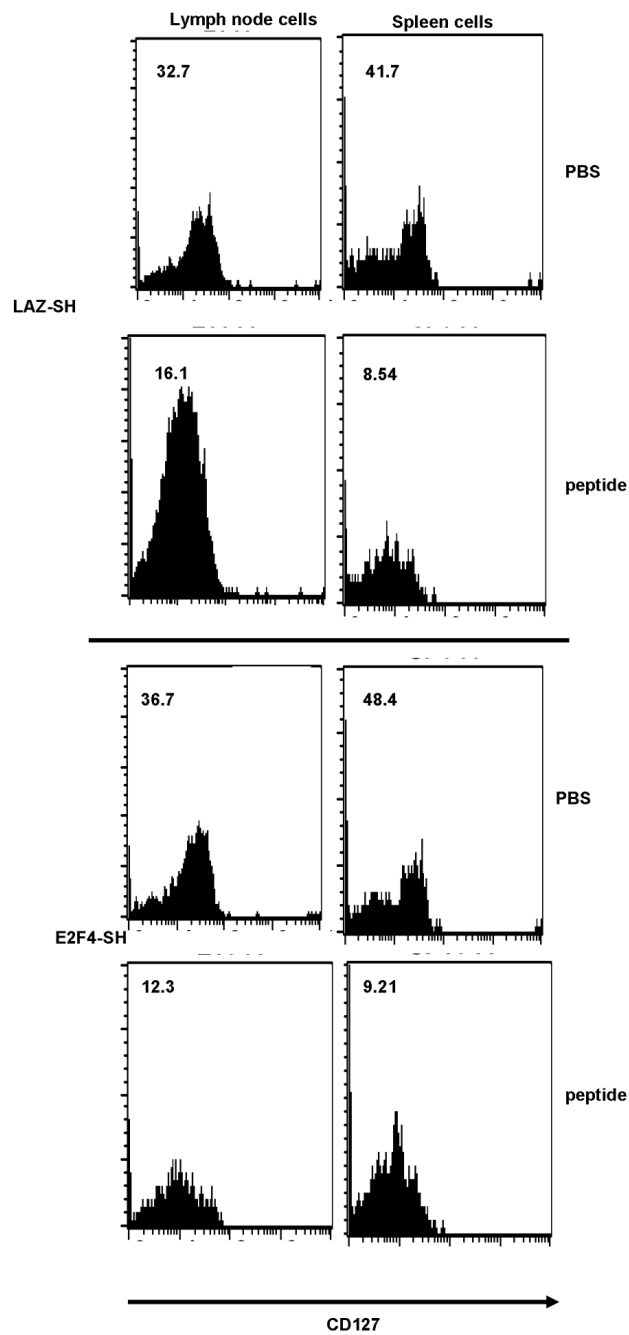 Lymph node cells Spleen cells
32.7 41.7
PBS
LAZ-SH
16.1 8.54
peptide
36.7 48.4
PBS
E2F4-SH
12.3 9.21
peptide
CD127